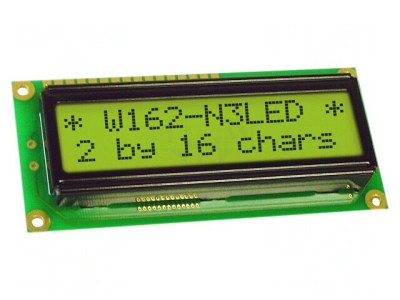 * W162-N3LED *
2 by 16 chars